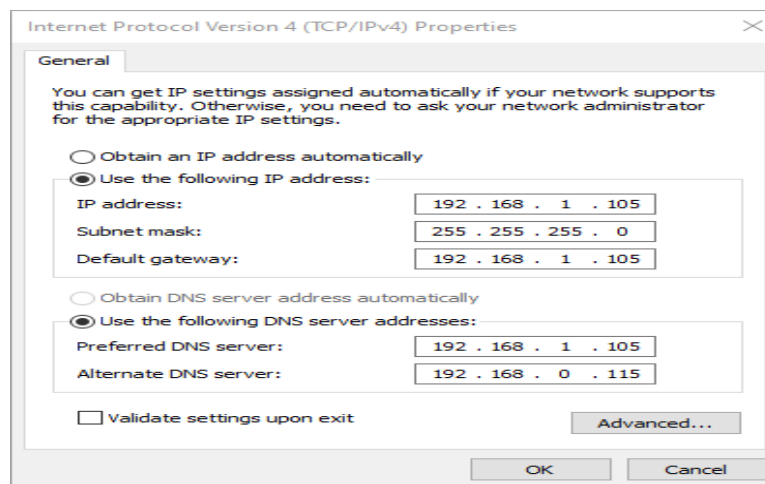 Internet Protocol Version 4 (TCP/IPv4) Properties
General
You can get IP settings assigned automatically if your network supports
this capability. Otherwise, you need to ask your network administrator
for the appropriate IP settings.
Obtain an IP address automatically
Use the following IP address:
IP address: 192 . 168 . 1 . 105
Subnet mask: 255 . 255 . 255 . 0
Default gateway: 192 . 168 . 1 . 105
Obtain DNS server address automatically
Use the following DNS server addresses:
Preferred DNS server: 192 . 168 . 1 . 105
Alternate DNS server: 192 . 168 . 0 . 115
Validate settings upon exit
Advanced...
OK Cancel